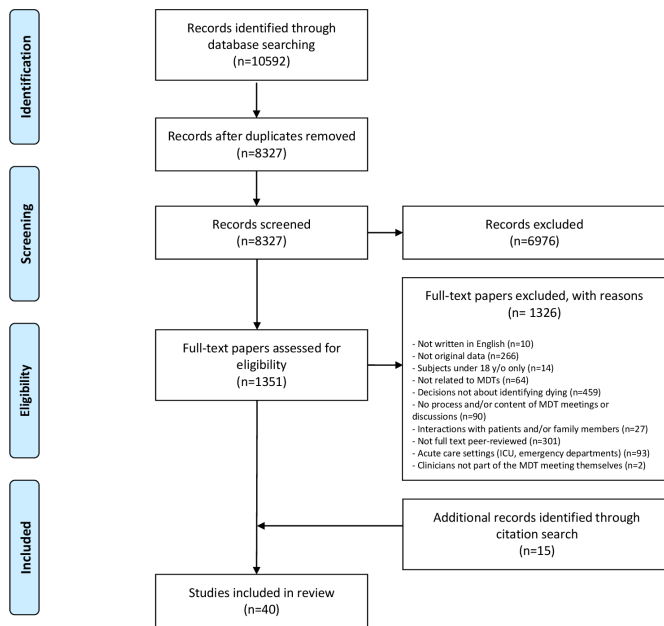 Identification
Records identified through
database searching
(n=10592)
Records after duplicates removed
(n=8327)
Screening
Records screened
(n=8327)
Records excluded
(n=6976)
Eligibility
Full-text papers assessed for
eligibility
(n=1351)
Full-text papers excluded, with reasons
(n= 1326)
- Not written in English (n=10)
- Not original data (n=266)
- Subjects under 18 y/o only (n=14)
- Not related to MDTs (n=64)
- Decisions not about identifying dying (n=459)
- No process and/or content of MDT meetings or
discussions (n=90)
- Interactions with patients and/or family members (n=27)
- Not full text peer-reviewed (n=301)
- Acute care settings (ICU, emergency departments) (n=93)
- Clinicians not part of the MDT meeting themselves (n=2)
Included
Additional records identified through
citation search
(n=15)
Studies included in review
(n=40)